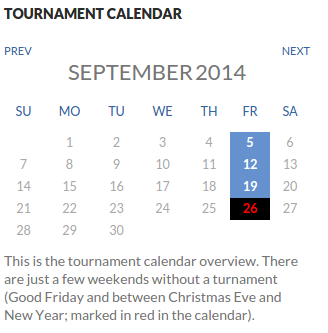 TOURNAMENT CALENDAR
PREV NEXT
SEPTEMBER 2014
SU MO TU WE TH FR SA
1 2 3 4 5 6
7 8 9 10 11 12 13
14 15 16 17 18 19 20
21 22 23 24 25 26 27
28 29 30
This is the tournament calendar overview. There
are just a few weekends without a turnament
(Good Friday and between Christmas Eve and
New Year; marked in red in the calendar).